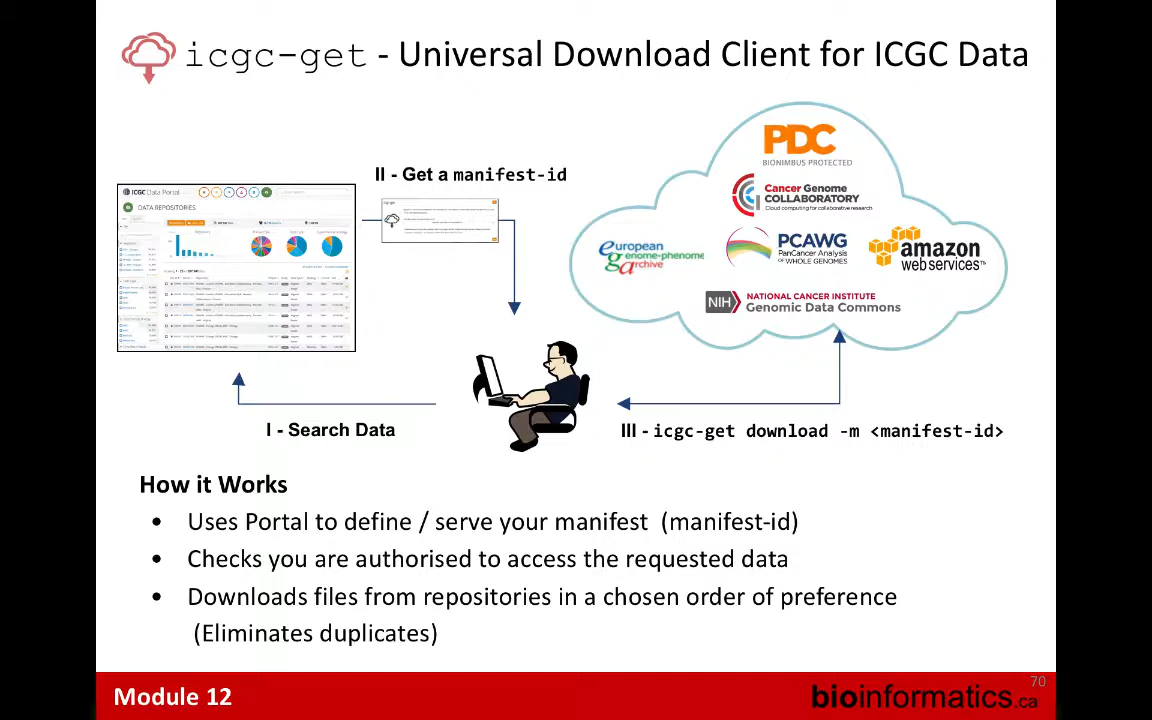 icgc-get - Universal Download Client for ICGC Data
II - Get a manifest-id
ICGC Data Portal
DATA REPOSITORIES
PDC
BIONIMBUS PROTECTED
Cancer Genome
COLLABORATORY
Cloud computing for collaborative research
european
genome-phenome
archive
PCAWG
PanCancer Analysis
OF WHOLE GENOMES
amazon
webservices™
NIH
NATIONAL CANCER INSTITUTE
Genomic Data Commons
I - Search Data
III - icgc-get download -m <manifest-id>
How it Works
• Uses Portal to define / serve your manifest (manifest-id)
• Checks you are authorised to access the requested data
• Downloads files from repositories in a chosen order of preference
(Eliminates duplicates)
Module 12
70
bioinformatics.ca